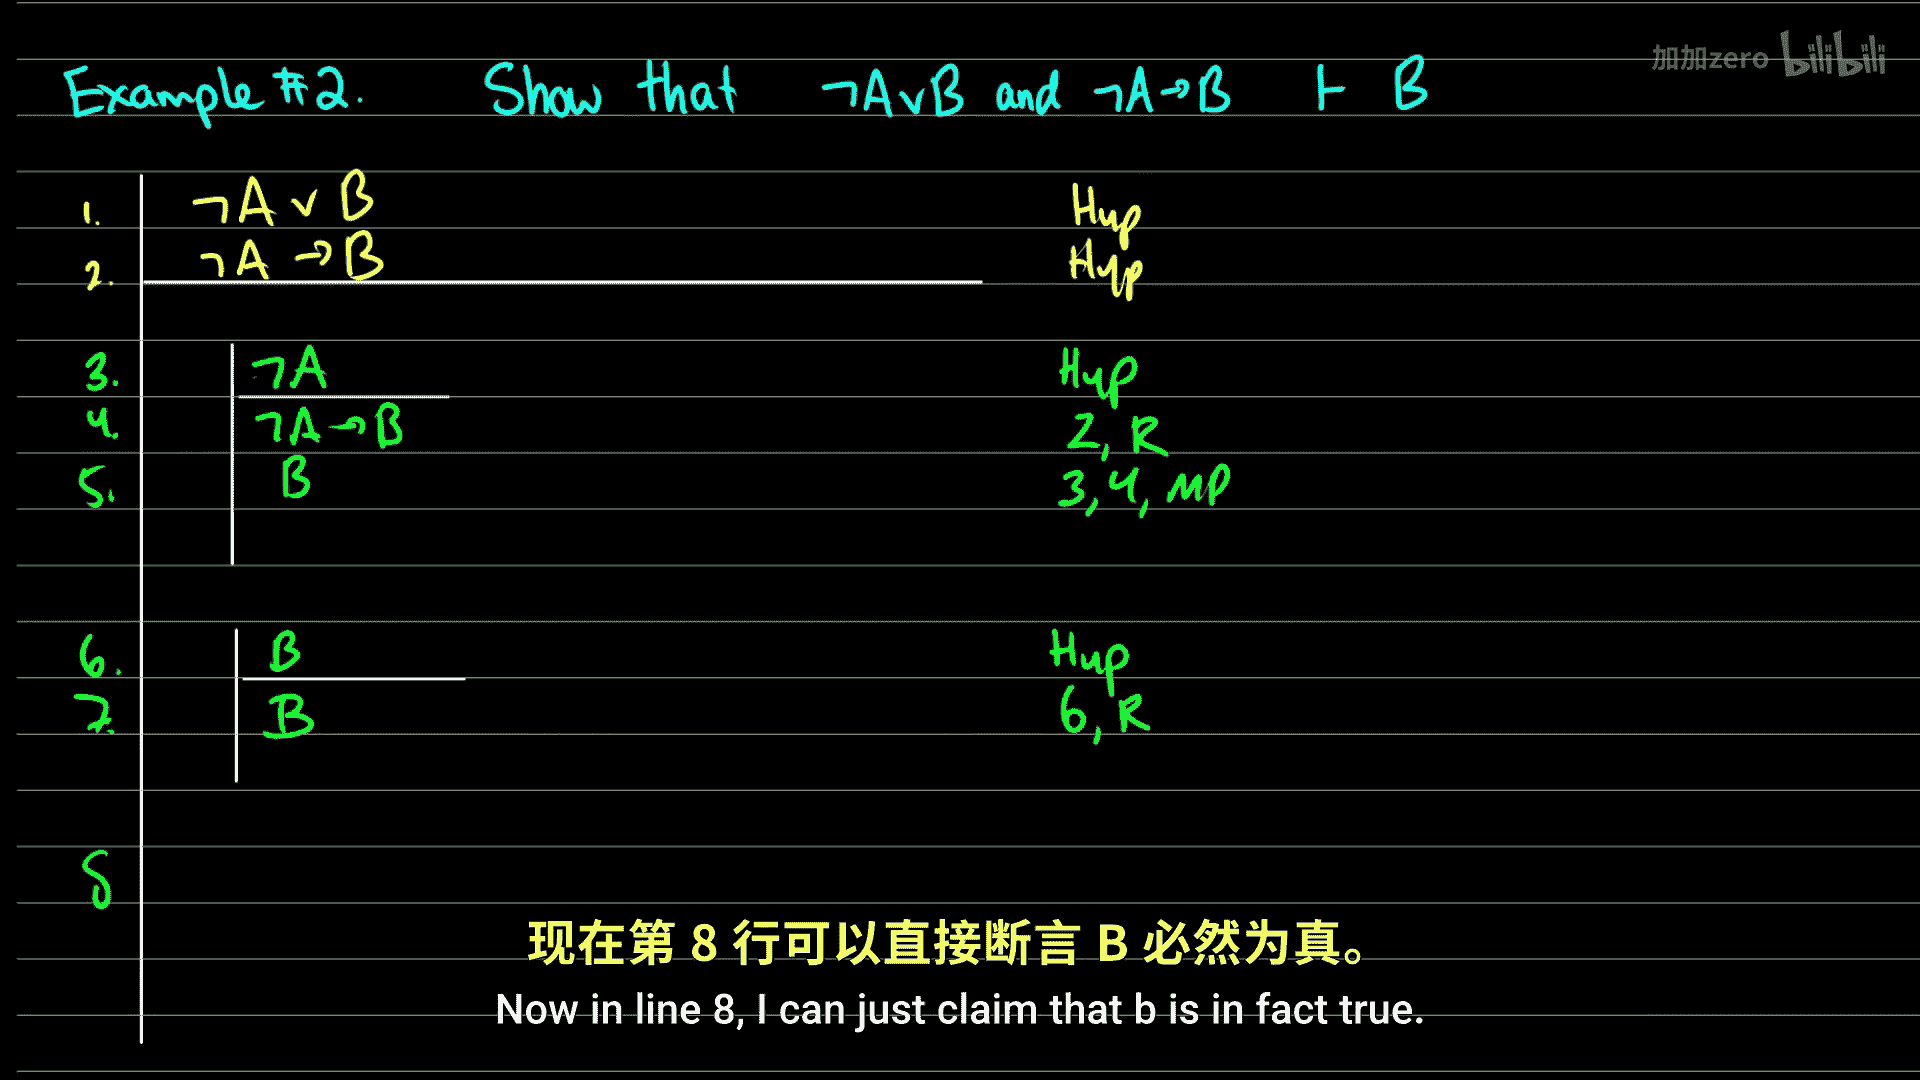 加加zero bilibili
Example #2. Show that ¬A∨B and ¬A→B ⊢ B
1. ¬A∨B Hyp
2. ¬A→B Hyp
3. ¬A Hyp
4. ¬A→B 2, R
5. B 3, 4, MP
6. B Hyp
7. B 6, R
8
现在第 8 行可以直接断言 B 必然为真。
Now in line 8, I can just claim that b is in fact true.